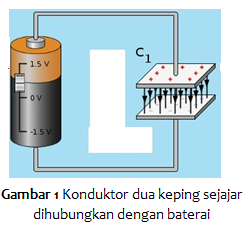 1.5 V
0 V
-1.5 V
C1
Gambar 1 Konduktor dua keping sejajar
dihubungkan dengan baterai